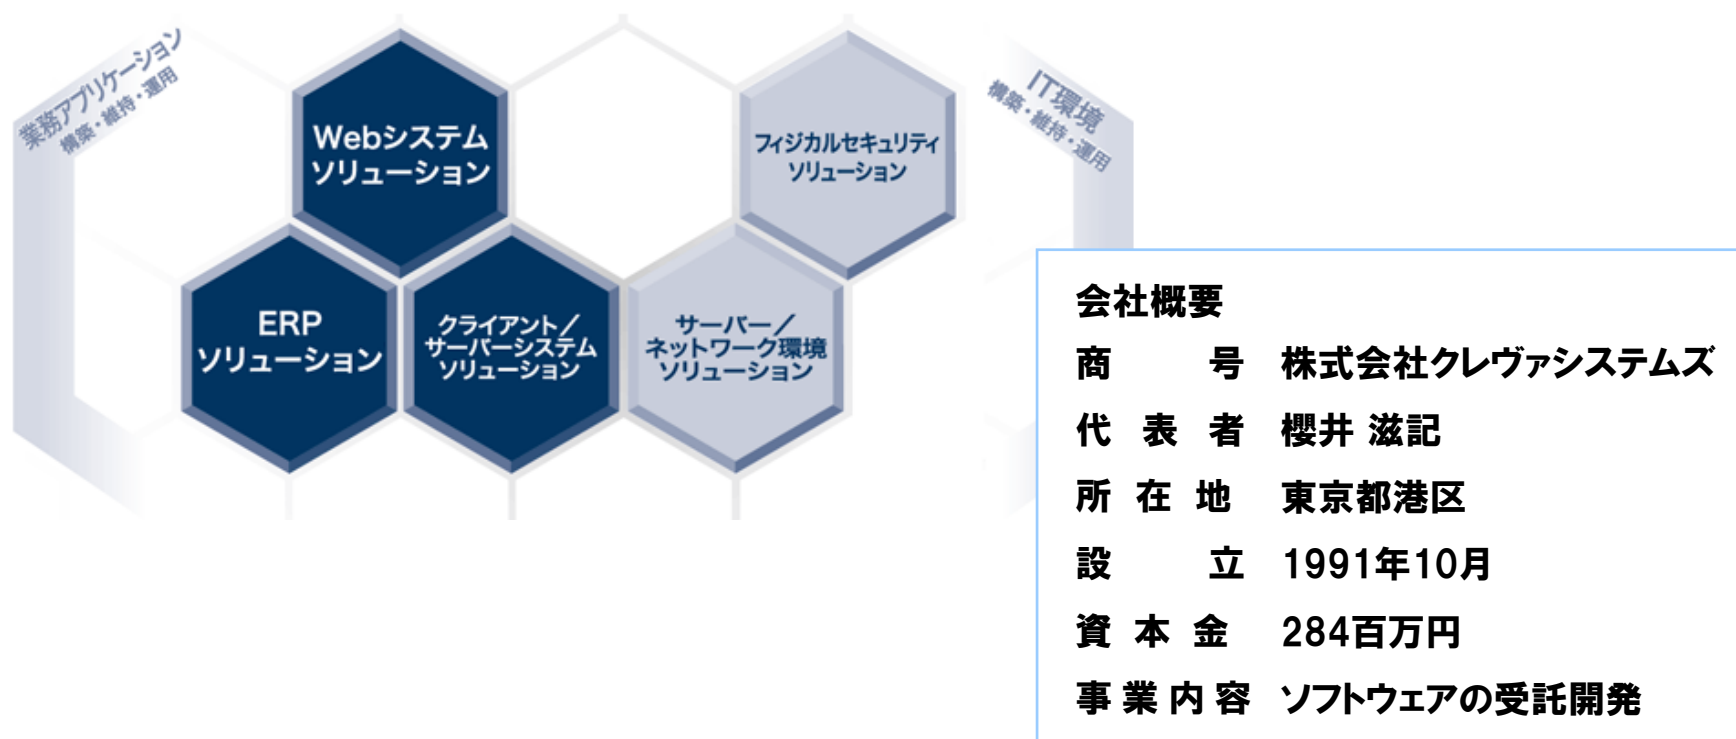 業務アプリケーション
構築・維持・運用
Webシステム
ソリューション
フィジカルセキュリティ
ソリューション
IT環境
構築・維持・運用
ERP
ソリューション
クライアント／
サーバーシステム
ソリューション
サーバー／
ネットワーク環境
ソリューション
会社概要
商　　号　株式会社クレヴァシステムズ
代 表 者　櫻井 滋記
所 在 地　東京都港区
設　　立　1991年10月
資 本 金　284百万円
事 業 内 容　ソフトウェアの受託開発